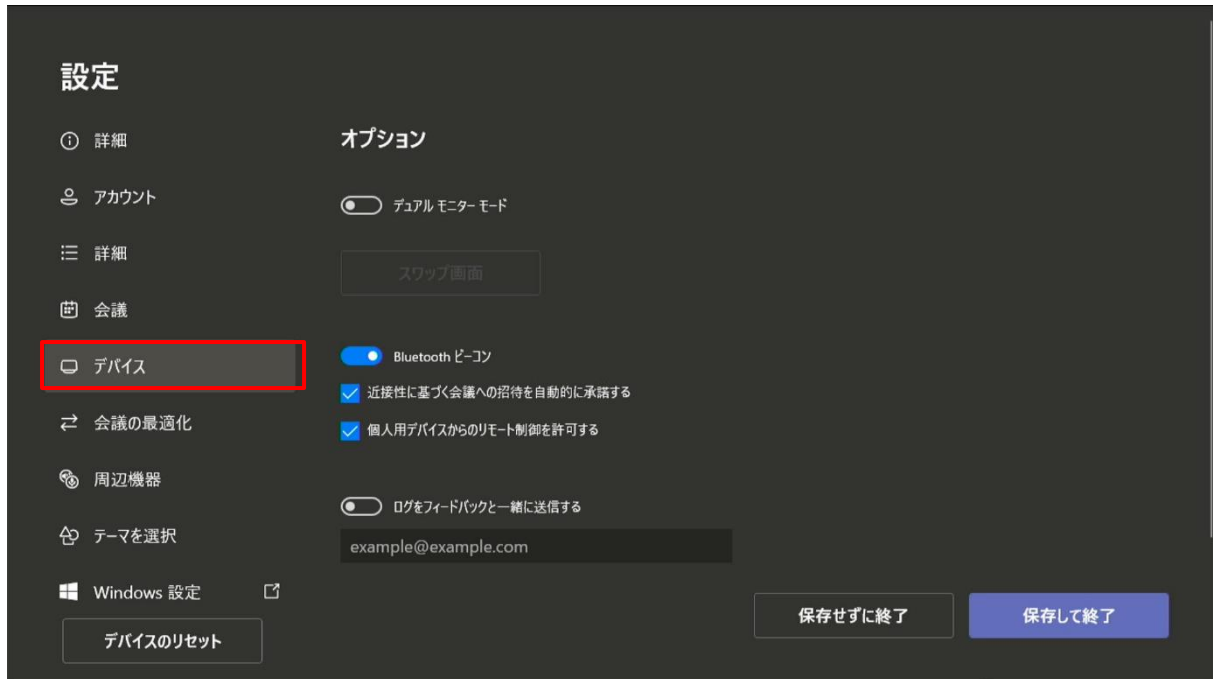 設定
詳細
アカウント
詳細
会議
デバイス
会議の最適化
周辺機器
テーマを選択
Windows 設定
デバイスのリセット
オプション
デュアル モニター モード
スワップ画面
Bluetooth ビーコン
近接性に基づく会議への招待を自動的に承諾する
個人用デバイスからのリモート制御を許可する
ログをフィードバックと一緒に送信する
example@example.com
保存せずに終了
保存して終了